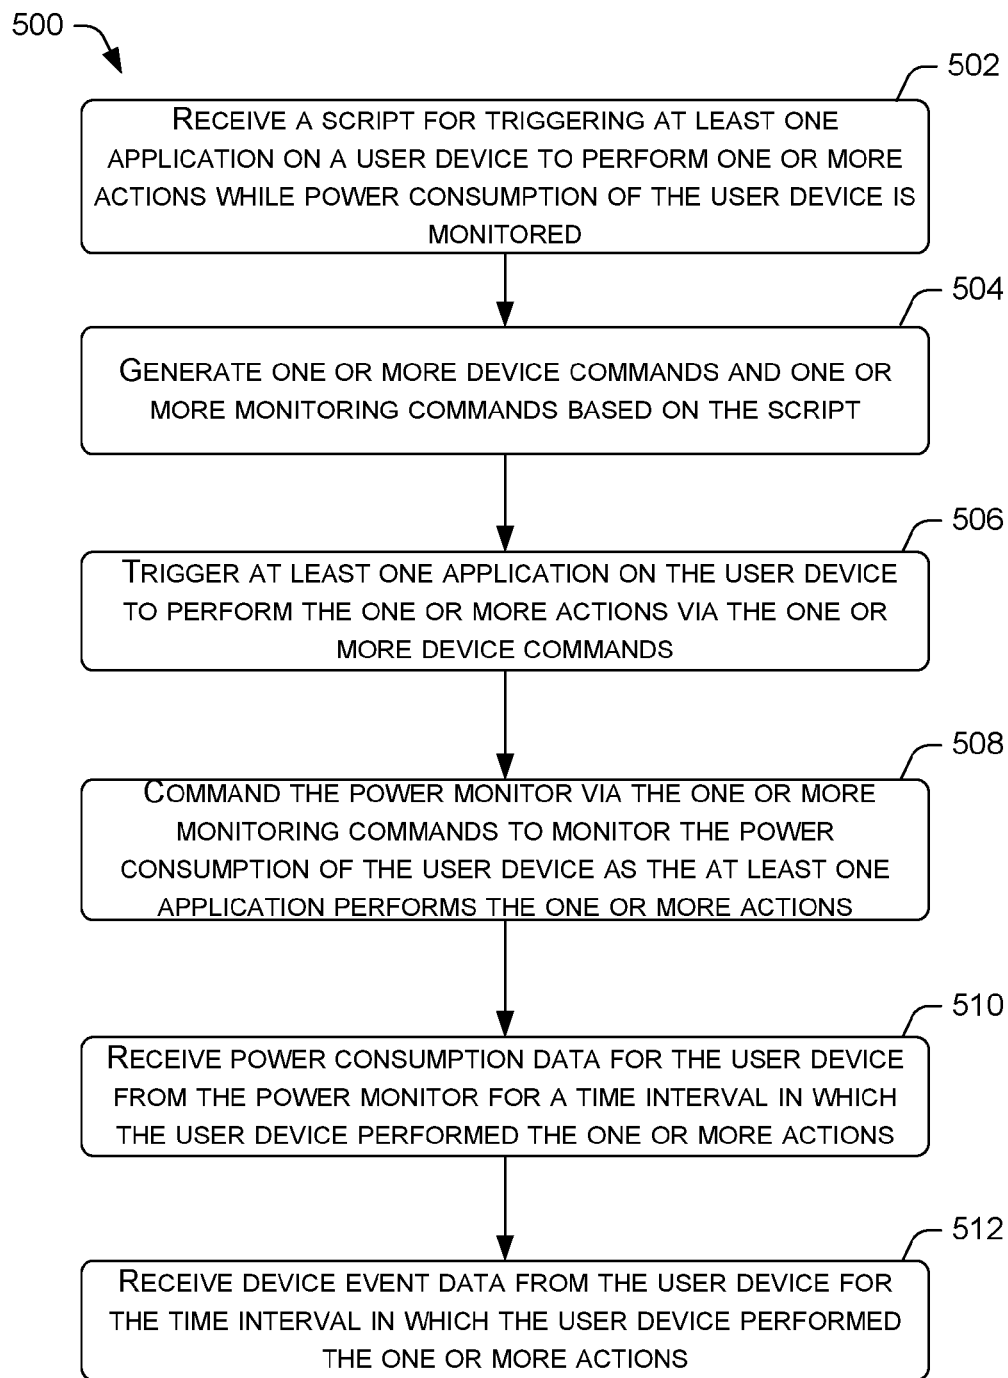 500
502
RECEIVE A SCRIPT FOR TRIGGERING AT LEAST ONE
APPLICATION ON A USER DEVICE TO PERFORM ONE OR MORE
ACTIONS WHILE POWER CONSUMPTION OF THE USER DEVICE IS
MONITORED
504
GENERATE ONE OR MORE DEVICE COMMANDS AND ONE OR
MORE MONITORING COMMANDS BASED ON THE SCRIPT
506
TRIGGER AT LEAST ONE APPLICATION ON THE USER DEVICE
TO PERFORM THE ONE OR MORE ACTIONS VIA THE ONE OR
MORE DEVICE COMMANDS
508
COMMAND THE POWER MONITOR VIA THE ONE OR MORE
MONITORING COMMANDS TO MONITOR THE POWER
CONSUMPTION OF THE USER DEVICE AS THE AT LEAST ONE
APPLICATION PERFORMS THE ONE OR MORE ACTIONS
510
RECEIVE POWER CONSUMPTION DATA FOR THE USER DEVICE
FROM THE POWER MONITOR FOR A TIME INTERVAL IN WHICH
THE USER DEVICE PERFORMED THE ONE OR MORE ACTIONS
512
RECEIVE DEVICE EVENT DATA FROM THE USER DEVICE FOR
THE TIME INTERVAL IN WHICH THE USER DEVICE PERFORMED
THE ONE OR MORE ACTIONS